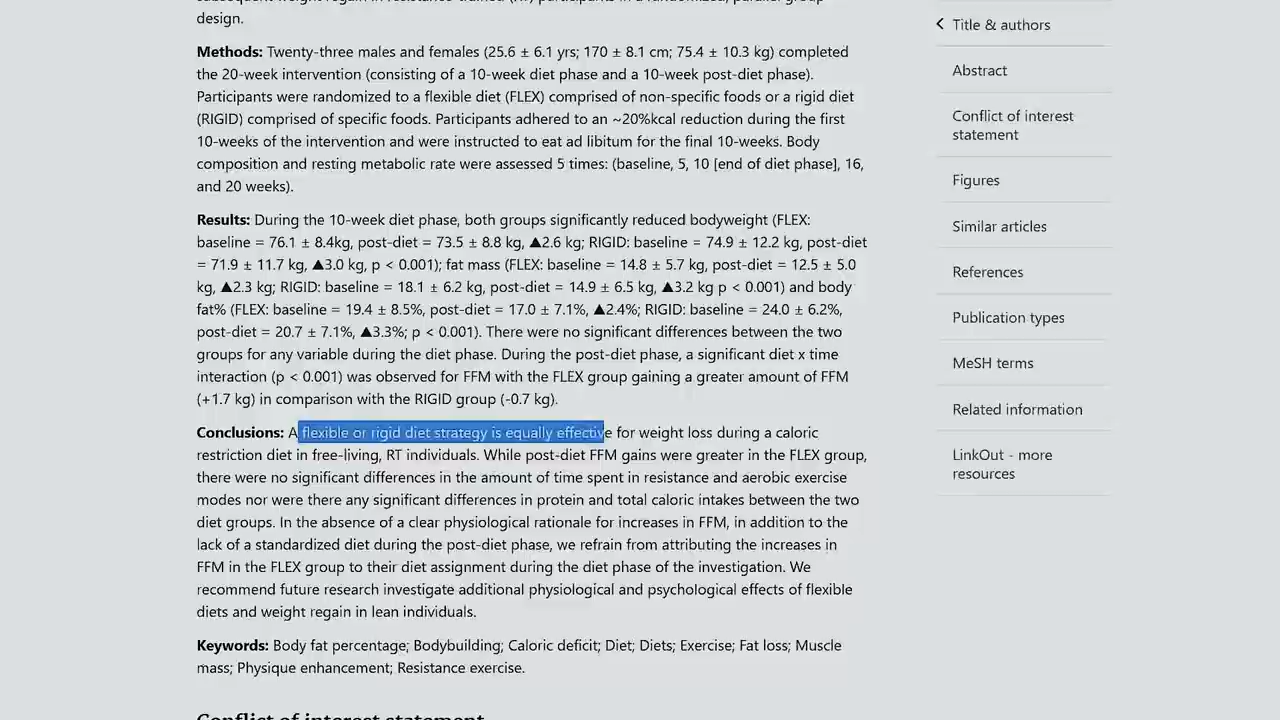 design.
Methods: Twenty-three males and females (25.6 ± 6.1 yrs; 170 ± 8.1 cm; 75.4 ± 10.3 kg) completed
the 20-week intervention (consisting of a 10-week diet phase and a 10-week post-diet phase).
Participants were randomized to a flexible diet (FLEX) comprised of non-specific foods or a rigid diet
(RIGID) comprised of specific foods. Participants adhered to an ~20%kcal reduction during the first
10-weeks of the intervention and were instructed to eat ad libitum for the final 10-weeks. Body
composition and resting metabolic rate were assessed 5 times: (baseline, 5, 10 [end of diet phase], 16,
and 20 weeks).
Results: During the 10-week diet phase, both groups significantly reduced bodyweight (FLEX:
baseline = 76.1 ± 8.4kg, post-diet = 73.5 ± 8.8 kg, ▲2.6 kg; RIGID: baseline = 74.9 ± 12.2 kg, post-diet
= 71.9 ± 11.7 kg, ▲3.0 kg, p < 0.001); fat mass (FLEX: baseline = 14.8 ± 5.7 kg, post-diet = 12.5 ± 5.0
kg, ▲2.3 kg; RIGID: baseline = 18.1 ± 6.2 kg, post-diet = 14.9 ± 6.5 kg, ▲3.2 kg p < 0.001) and body
fat% (FLEX: baseline = 19.4 ± 8.5%, post-diet = 17.0 ± 7.1%, ▲2.4%; RIGID: baseline = 24.0 ± 6.2%,
post-diet = 20.7 ± 7.1%, ▲3.3%; p < 0.001). There were no significant differences between the two
groups for any variable during the diet phase. During the post-diet phase, a significant diet x time
interaction (p < 0.001) was observed for FFM with the FLEX group gaining a greater amount of FFM
(+1.7 kg) in comparison with the RIGID group (-0.7 kg).
Conclusions: A flexible or rigid diet strategy is equally effective for weight loss during a caloric
restriction diet in free-living, RT individuals. While post-diet FFM gains were greater in the FLEX group,
there were no significant differences in the amount of time spent in resistance and aerobic exercise
modes nor were there any significant differences in protein and total caloric intakes between the two
diet groups. In the absence of a clear physiological rationale for increases in FFM, in addition to the
lack of a standardized diet during the post-diet phase, we refrain from attributing the increases in
FFM in the FLEX group to their diet assignment during the diet phase of the investigation. We
recommend future research investigate additional physiological and psychological effects of flexible
diets and weight regain in lean individuals.
Keywords: Body fat percentage; Bodybuilding; Caloric deficit; Diet; Diets; Exercise; Fat loss; Muscle
mass; Physique enhancement; Resistance exercise.
Conflict of interest statement
Title & authors
Abstract
Conflict of interest
statement
Figures
Similar articles
References
Publication types
MeSH terms
Related information
LinkOut - more
resources